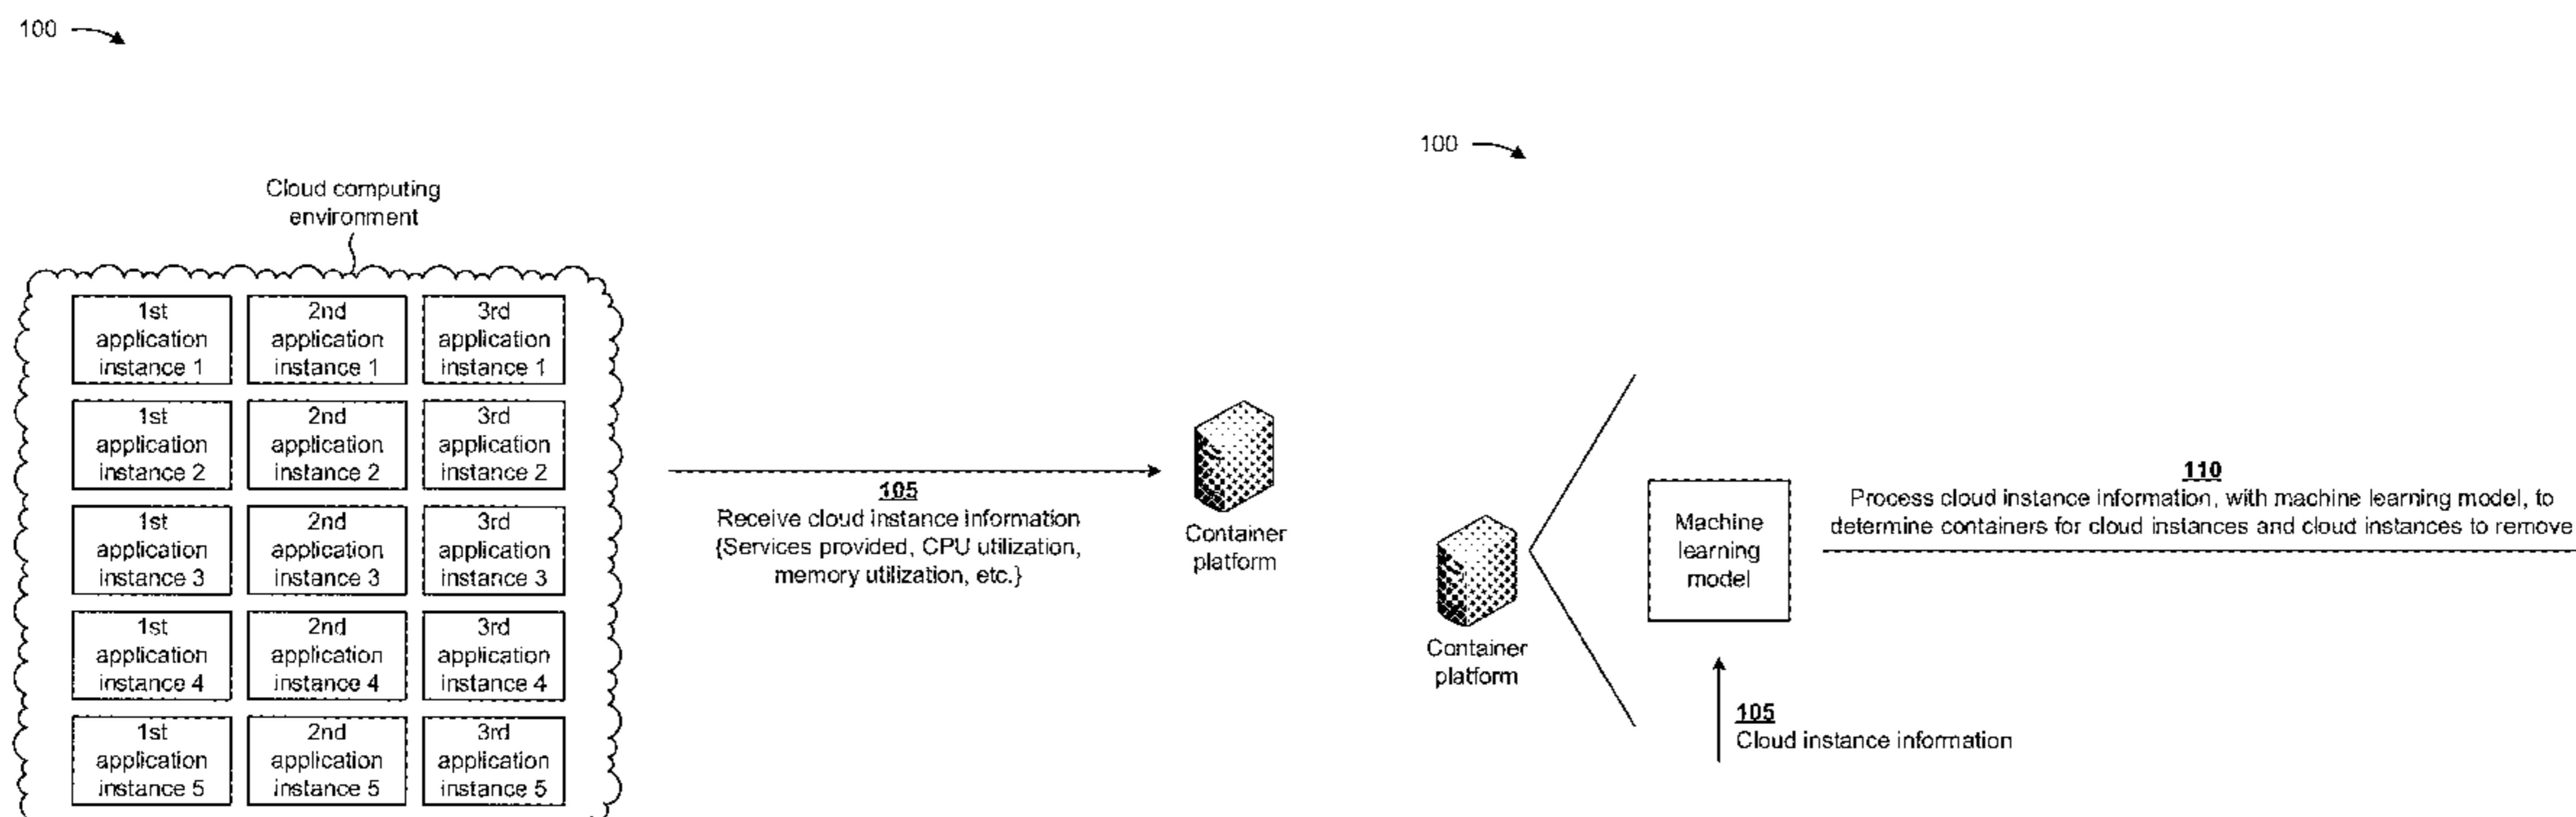 100
Cloud computing
environment
1st
application
instance 1
2nd
application
instance 1
3rd
application
instance 1
1st
application
instance 2
2nd
application
instance 2
3rd
application
instance 2
1st
application
instance 3
2nd
application
instance 3
3rd
application
instance 3
1st
application
instance 4
2nd
application
instance 4
3rd
application
instance 4
1st
application
instance 5
2nd
application
instance 5
3rd
application
instance 5
105
Receive cloud instance information
{Services provided, CPU utilization,
memory utilization, etc.}
Container
platform
100
Container
platform
Machine
learning
model
105
Cloud instance information
110
Process cloud instance information, with machine learning model, to
determine containers for cloud instances and cloud instances to remove